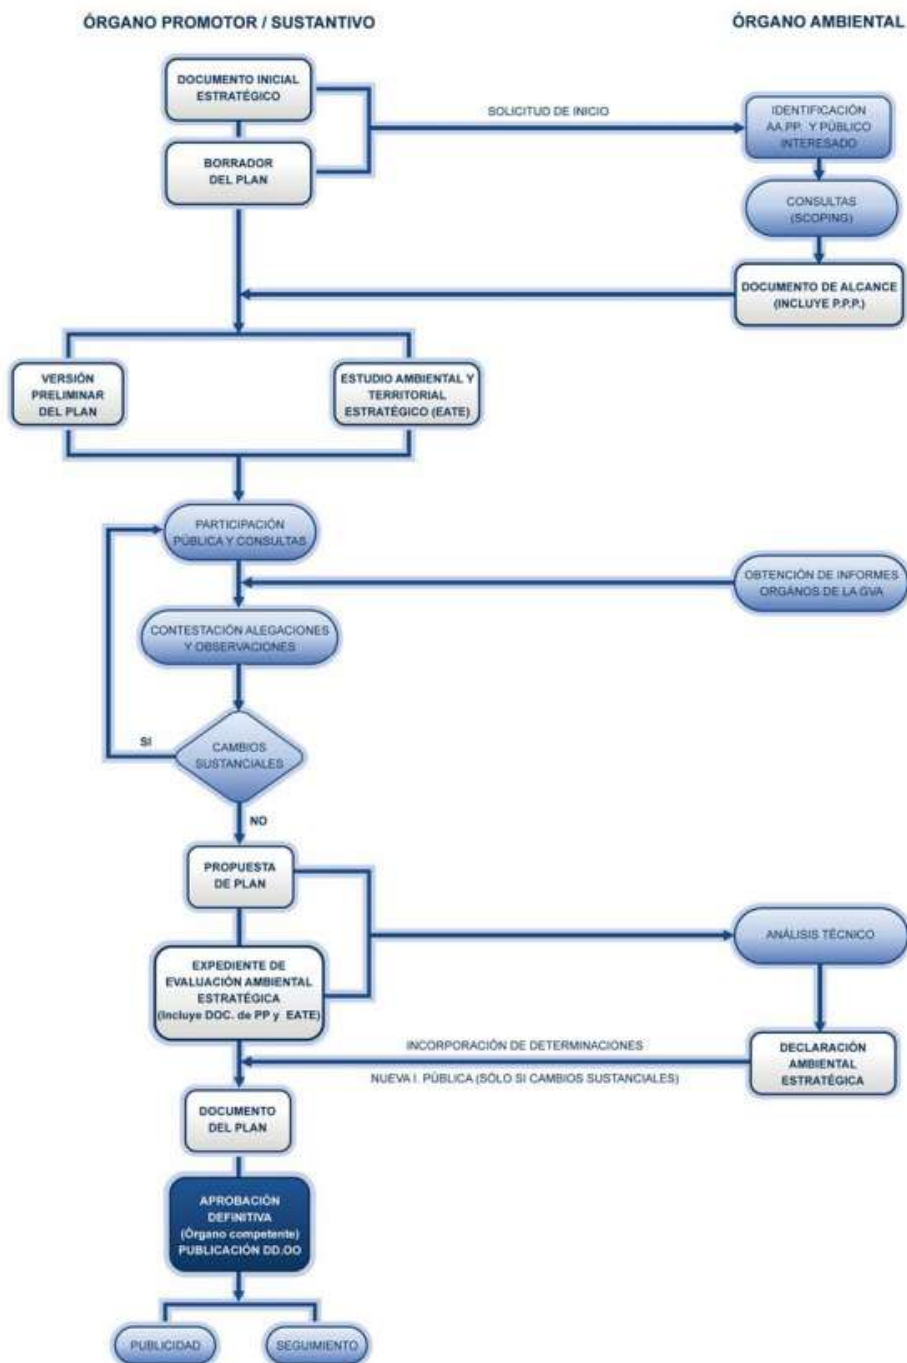 ÓRGANO PROMOTOR / SUSTANTIVO
ÓRGANO AMBIENTAL
DOCUMENTO INICIAL
ESTRATÉGICO
SOLICITUD DE INICIO
IDENTIFICACIÓN
AA.PP. Y PÚBLICO
INTERESADO
BORRADOR
DEL PLAN
CONSULTAS
(SCOPING)
DOCUMENTO DE ALCANCE
(INCLUYE P.P.P.)
VERSIÓN
PRELIMINAR
DEL PLAN
ESTUDIO AMBIENTAL Y
TERRITORIAL
ESTRATÉGICO (EATE)
PARTICIPACIÓN
PÚBLICA Y CONSULTAS
OBTENCIÓN DE INFORMES
ORGÁNOS DE LA GVA
CONTESTACIÓN ALEGACIONES
Y OBSERVACIONES
SI
CAMBIOS
SUSTANCIALES
NO
PROPUESTA
DE PLAN
ANÁLISIS TÉCNICO
EXPEDIENTE DE
EVALUACIÓN AMBIENTAL
ESTRATÉGICA
(Incluye DOC. de PP y EATE)
INCORPORACIÓN DE DETERMINACIONES
NUEVA I. PÚBLICA (SÓLO SI CAMBIOS SUSTANCIALES)
DECLARACIÓN
AMBIENTAL
ESTRATÉGICA
DOCUMENTO
DEL PLAN
APROBACIÓN
DEFINITIVA
(Órgano competente)
PUBLICACIÓN DD.OO
PUBLICIDAD
SEGUIMIENTO